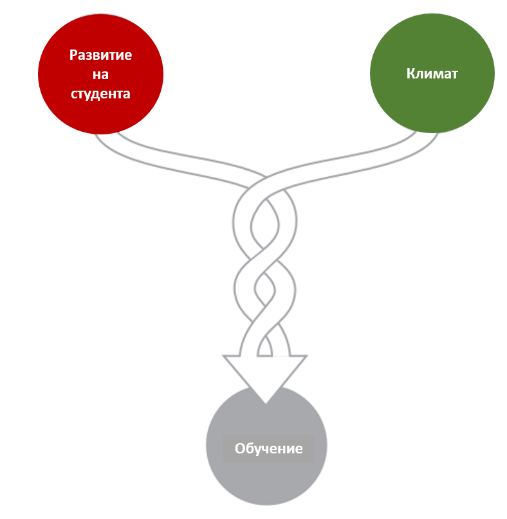 Развитие
на
студента
Климат
Обучение